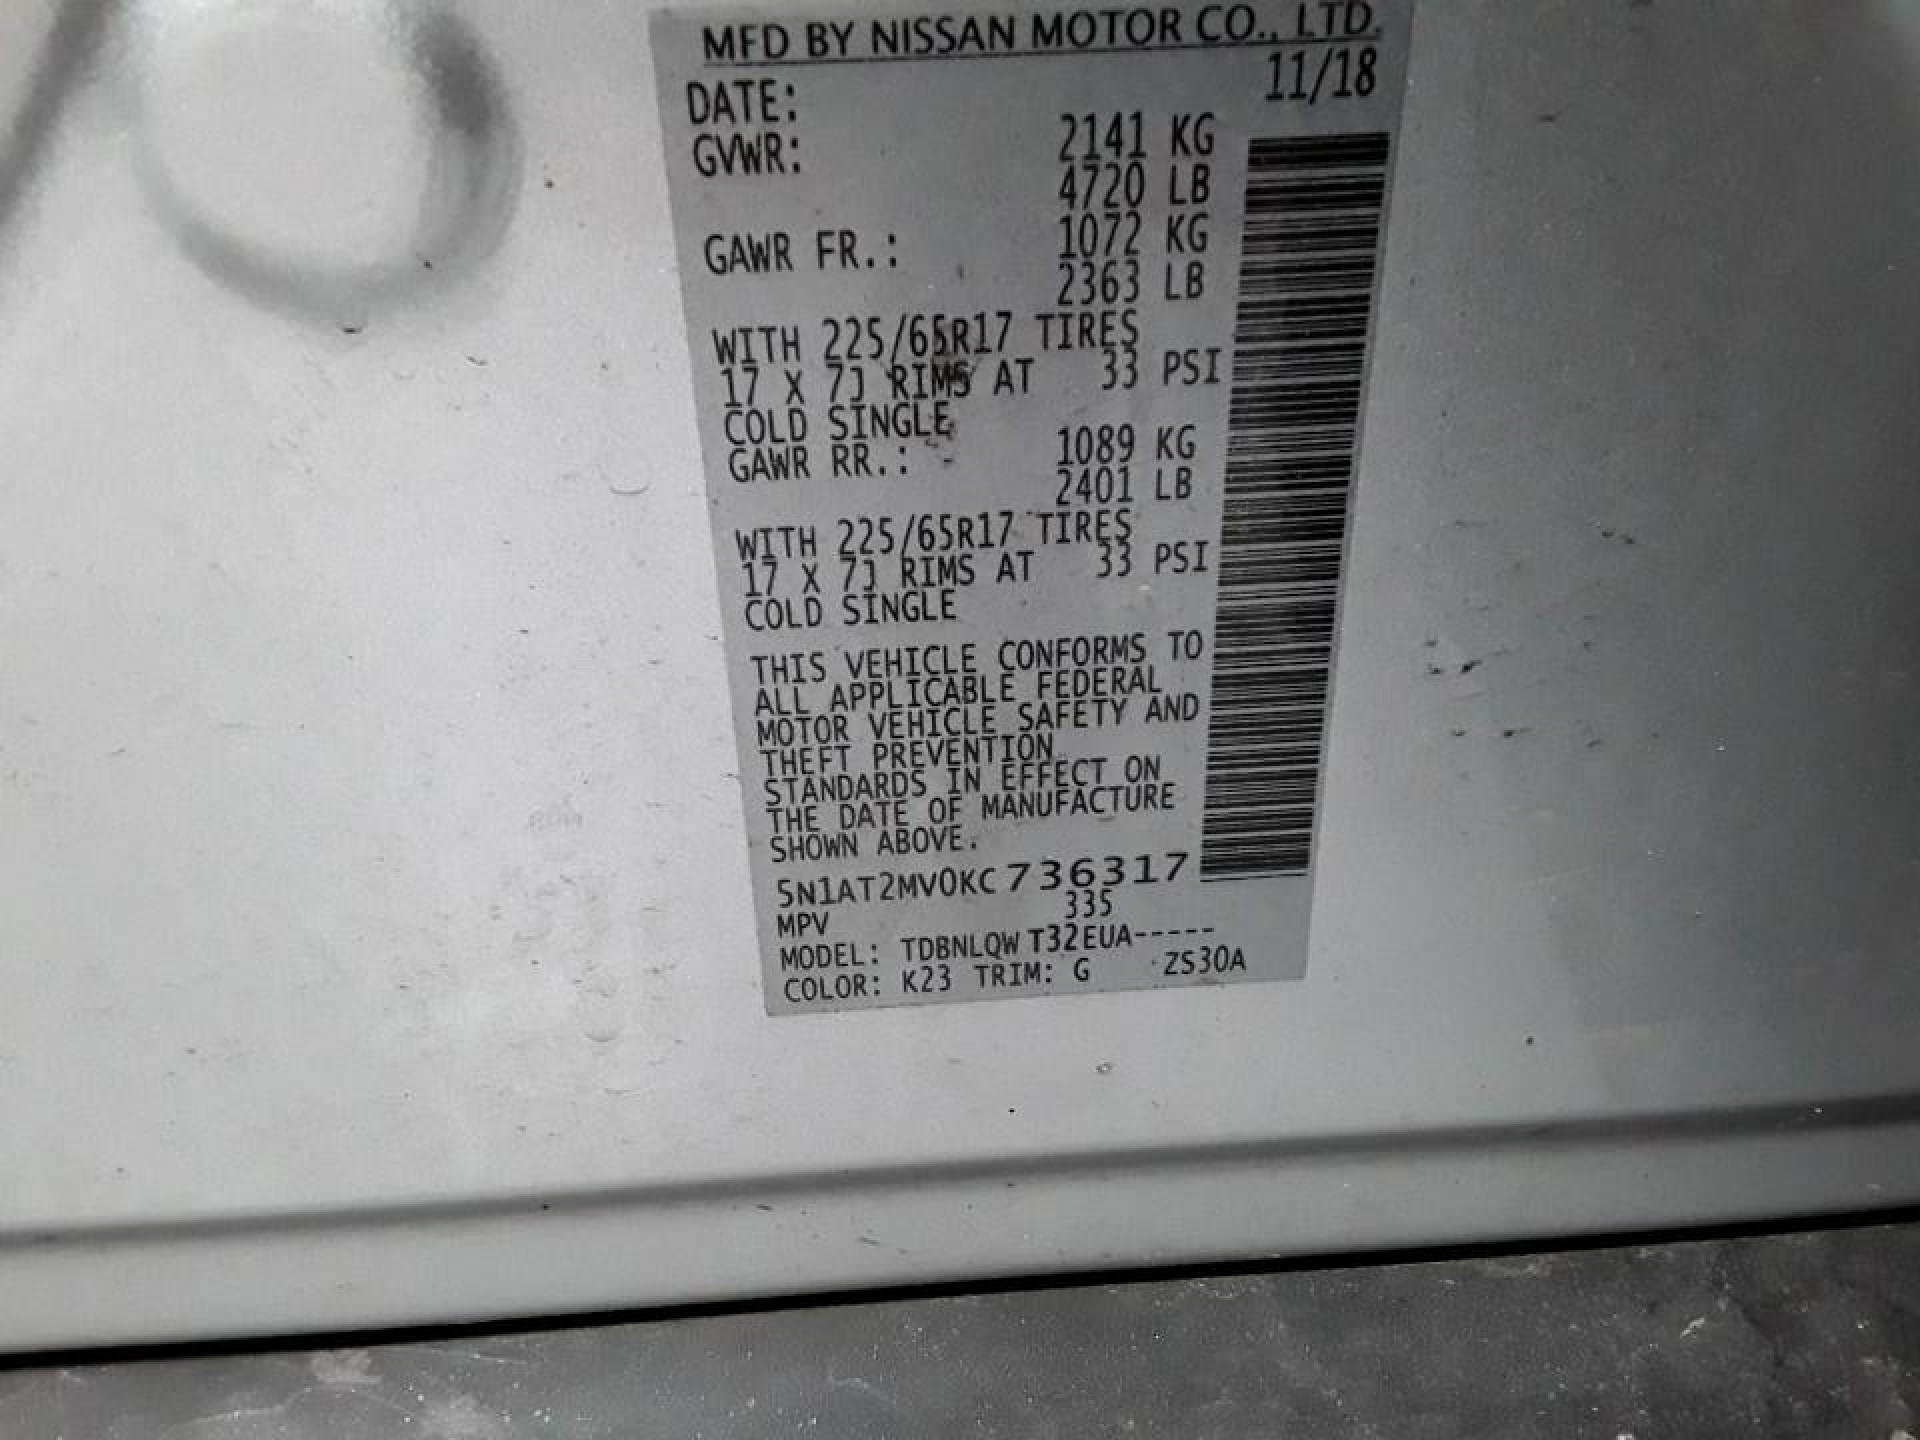 MFD BY NISSAN MOTOR CO., LTD.
DATE: 11/18
GVWR: 2141 KG
4720 LB
GAWR FR.: 1072 KG
2363 LB
WITH 225/65R17 TIRES
17 X 7J RIMS AT 33 PSI
COLD SINGLE
GAWR RR.: 1089 KG
2401 LB
WITH 225/65R17 TIRES
17 X 7J RIMS AT 33 PSI
COLD SINGLE
THIS VEHICLE CONFORMS TO
ALL APPLICABLE FEDERAL
MOTOR VEHICLE SAFETY AND
THEFT PREVENTION
STANDARDS IN EFFECT ON
THE DATE OF MANUFACTURE
SHOWN ABOVE.
5N1AT2MV0KC736317
MPV 335
MODEL: TDBNLQW T32EUA-----
COLOR: K23 TRIM: G ZS30A